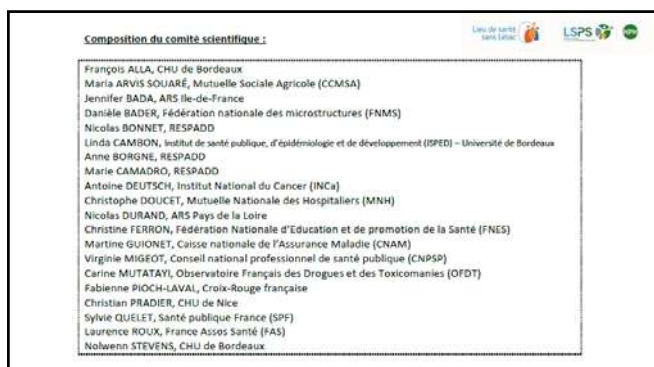 Composition du comité scientifique :
Lieu de santé
sans tabac
LSPS
François ALLA, CHU de Bordeaux
Maria ARVIS SOUARÉ, Mutuelle Sociale Agricole (CCMSA)
Jennifer BADA, ARS Ile-de-France
Danièle BADER, Fédération nationale des microstructures (FNMS)
Nicolas BONNET, RESPADD
Linda CAMBON, Institut de santé publique, d'épidémiologie et de développement (ISPED) – Université de Bordeaux
Anne BORGNE, RESPADD
Marie CAMADRO, RESPADD
Antoine DEUTSCH, Institut National du Cancer (INCa)
Christophe DOUCET, Mutuelle Nationale des Hospitaliers (MNH)
Nicolas DURAND, ARS Pays de la Loire
Christine FERRON, Fédération Nationale d'Education et de promotion de la Santé (FNES)
Martine GUIONET, Caisse nationale de l'Assurance Maladie (CNAM)
Virginie MIGEOT, Conseil national professionnel de santé publique (CNPSP)
Carine MUTATAYI, Observatoire Français des Drogues et des Toxicomanies (OFDT)
Fabienne PIOCH-LAVAL, Croix-Rouge française
Christian PRADIER, CHU de Nice
Sylvie QUELET, Santé publique France (SPF)
Laurence ROUX, France Assos Santé (FAS)
Nolwenn STEVENS, CHU de Bordeaux